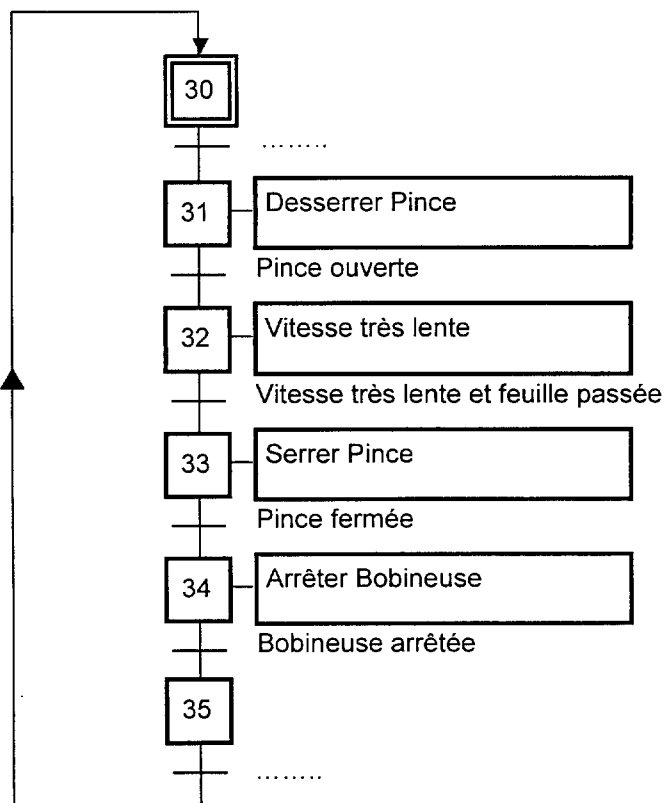 30
........
31 Desserrer Pince
Pince ouverte
32 Vitesse très lente
Vitesse très lente et feuille passée
33 Serrer Pince
Pince fermée
34 Arrêter Bobineuse
Bobineuse arrêtée
35
........